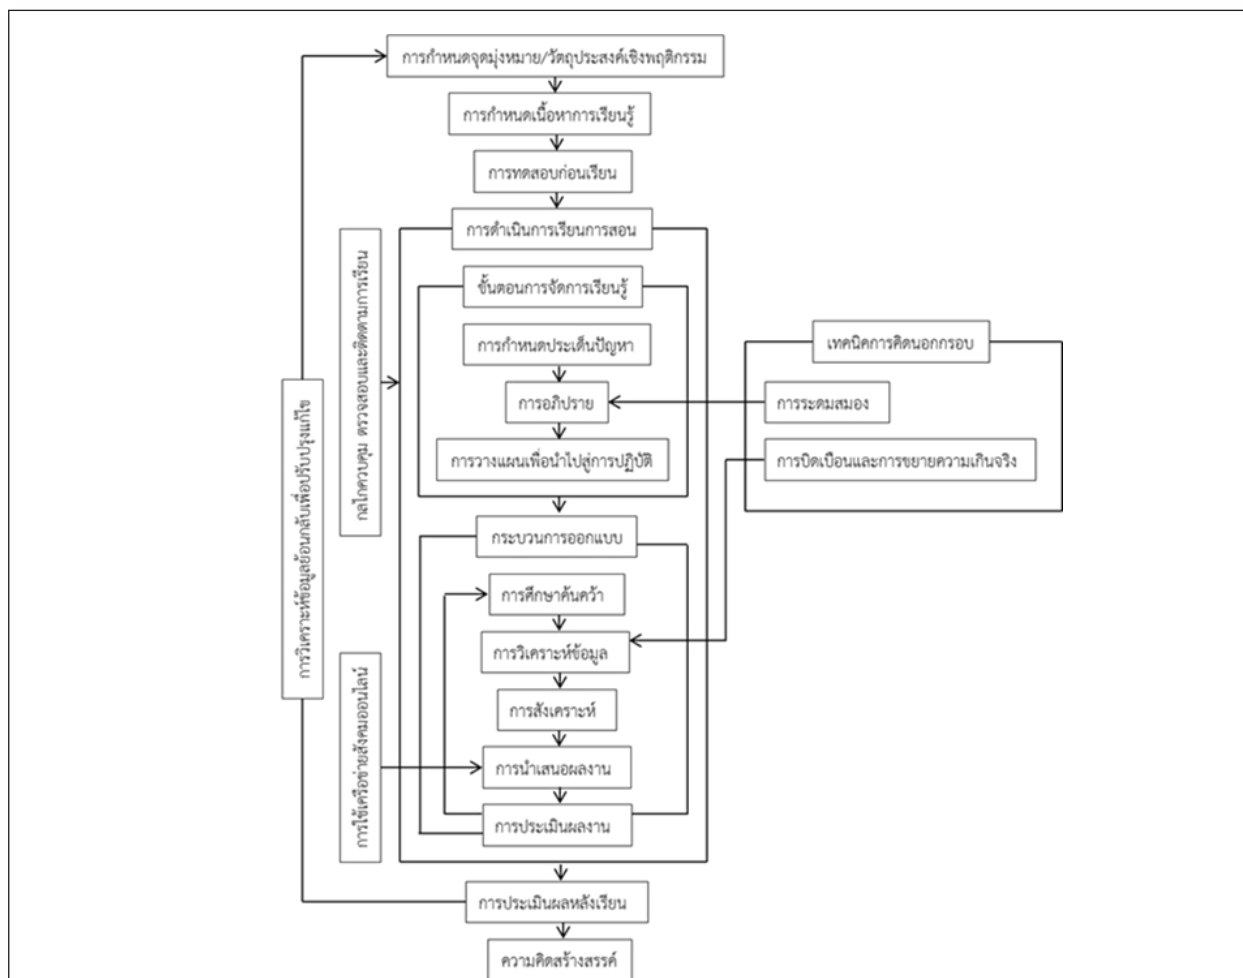 การกำหนดจุดมุ่งหมาย/วัตถุประสงค์เชิงพฤติกรรม
การกำหนดเนื้อหาการเรียนรู้
การทดสอบก่อนเรียน
การดำเนินการเรียนการสอน
ขั้นตอนการจัดการเรียนรู้
การกำหนดประเด็นปัญหา
การอภิปราย
การวางแผนเพื่อนำไปสู่การปฏิบัติ
เทคนิคการคิดนอกกรอบ
การระดมสมอง
การบิดเบือนและการขยายความเกินจริง
กลไกควบคุม ตรวจสอบและติดตามการเรียน
การวิเคราะห์ข้อมูลย้อนกลับเพื่อปรับปรุงแก้ไข
กระบวนการออกแบบ
การศึกษาค้นคว้า
การวิเคราะห์ข้อมูล
การสังเคราะห์
การนำเสนอผลงาน
การประเมินผลงาน
การใช้เครือข่ายสังคมออนไลน์
การประเมินผลหลังเรียน
ความคิดสร้างสรรค์